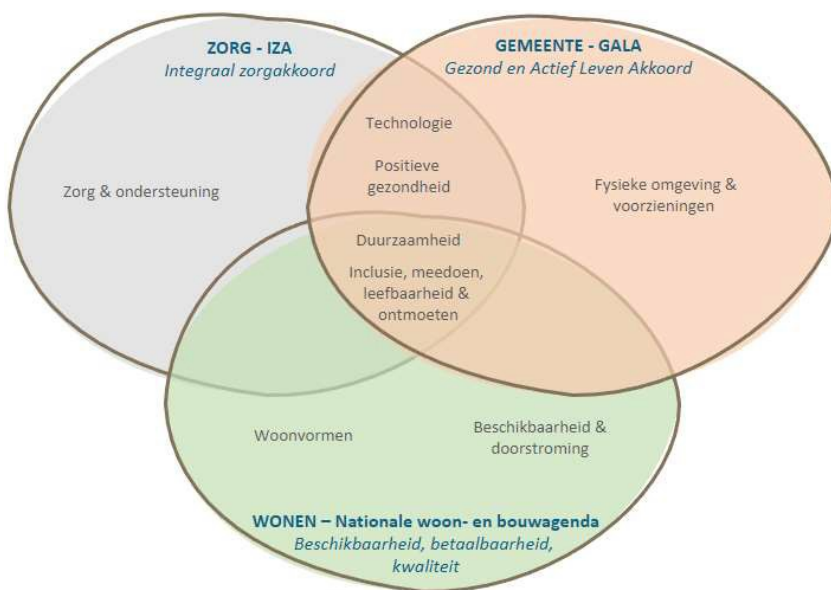 ZORG - IZA
Integraal zorgakkoord
GEMEENTE - GALA
Gezond en Actief Leven Akkoord
Technologie
Positieve
gezondheid
Zorg & ondersteuning
Fysieke omgeving &
voorzieningen
Duurzaamheid
Inclusie, meedoen,
leefbaarheid &
ontmoeten
Woonvormen
Beschikbaarheid &
doorstroming
WONEN – Nationale woon- en bouwagenda
Beschikbaarheid, betaalbaarheid,
kwaliteit